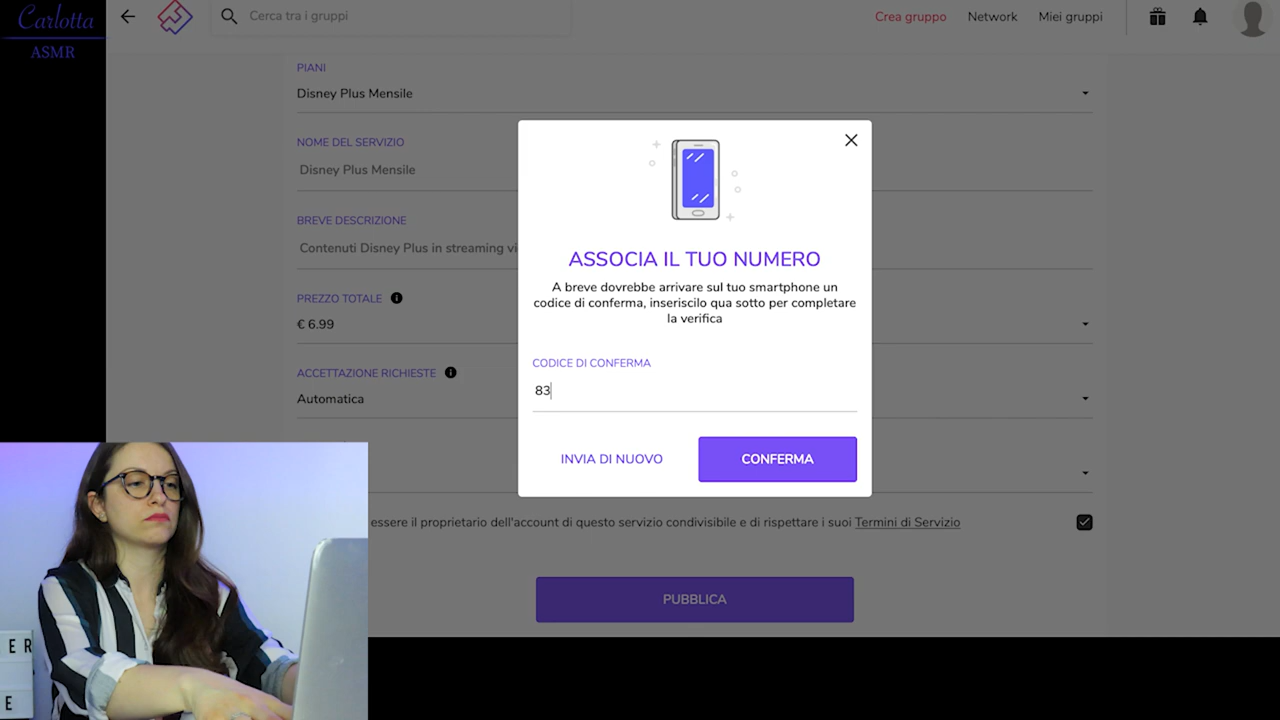 Carlotta
ASMR
Cerca tra i gruppi
Crea gruppo
Network
Miei gruppi
PIANI
Disney Plus Mensile
NOME DEL SERVIZIO
Disney Plus Mensile
BREVE DESCRIZIONE
Contenuti Disney Plus in streaming vi
PREZZO TOTALE
€ 6.99
ACCETTAZIONE RICHIESTE
Automatica
ASSOCIA IL TUO NUMERO
A breve dovrebbe arrivare sul tuo smartphone un
codice di conferma, inseriscilo qua sotto per completare
la verifica
CODICE DI CONFERMA
83
INVIA DI NUOVO
CONFERMA
essere il proprietario dell'account di questo servizio condivisibile e di rispettare i suoi Termini di Servizio
PUBBLICA
ER
E